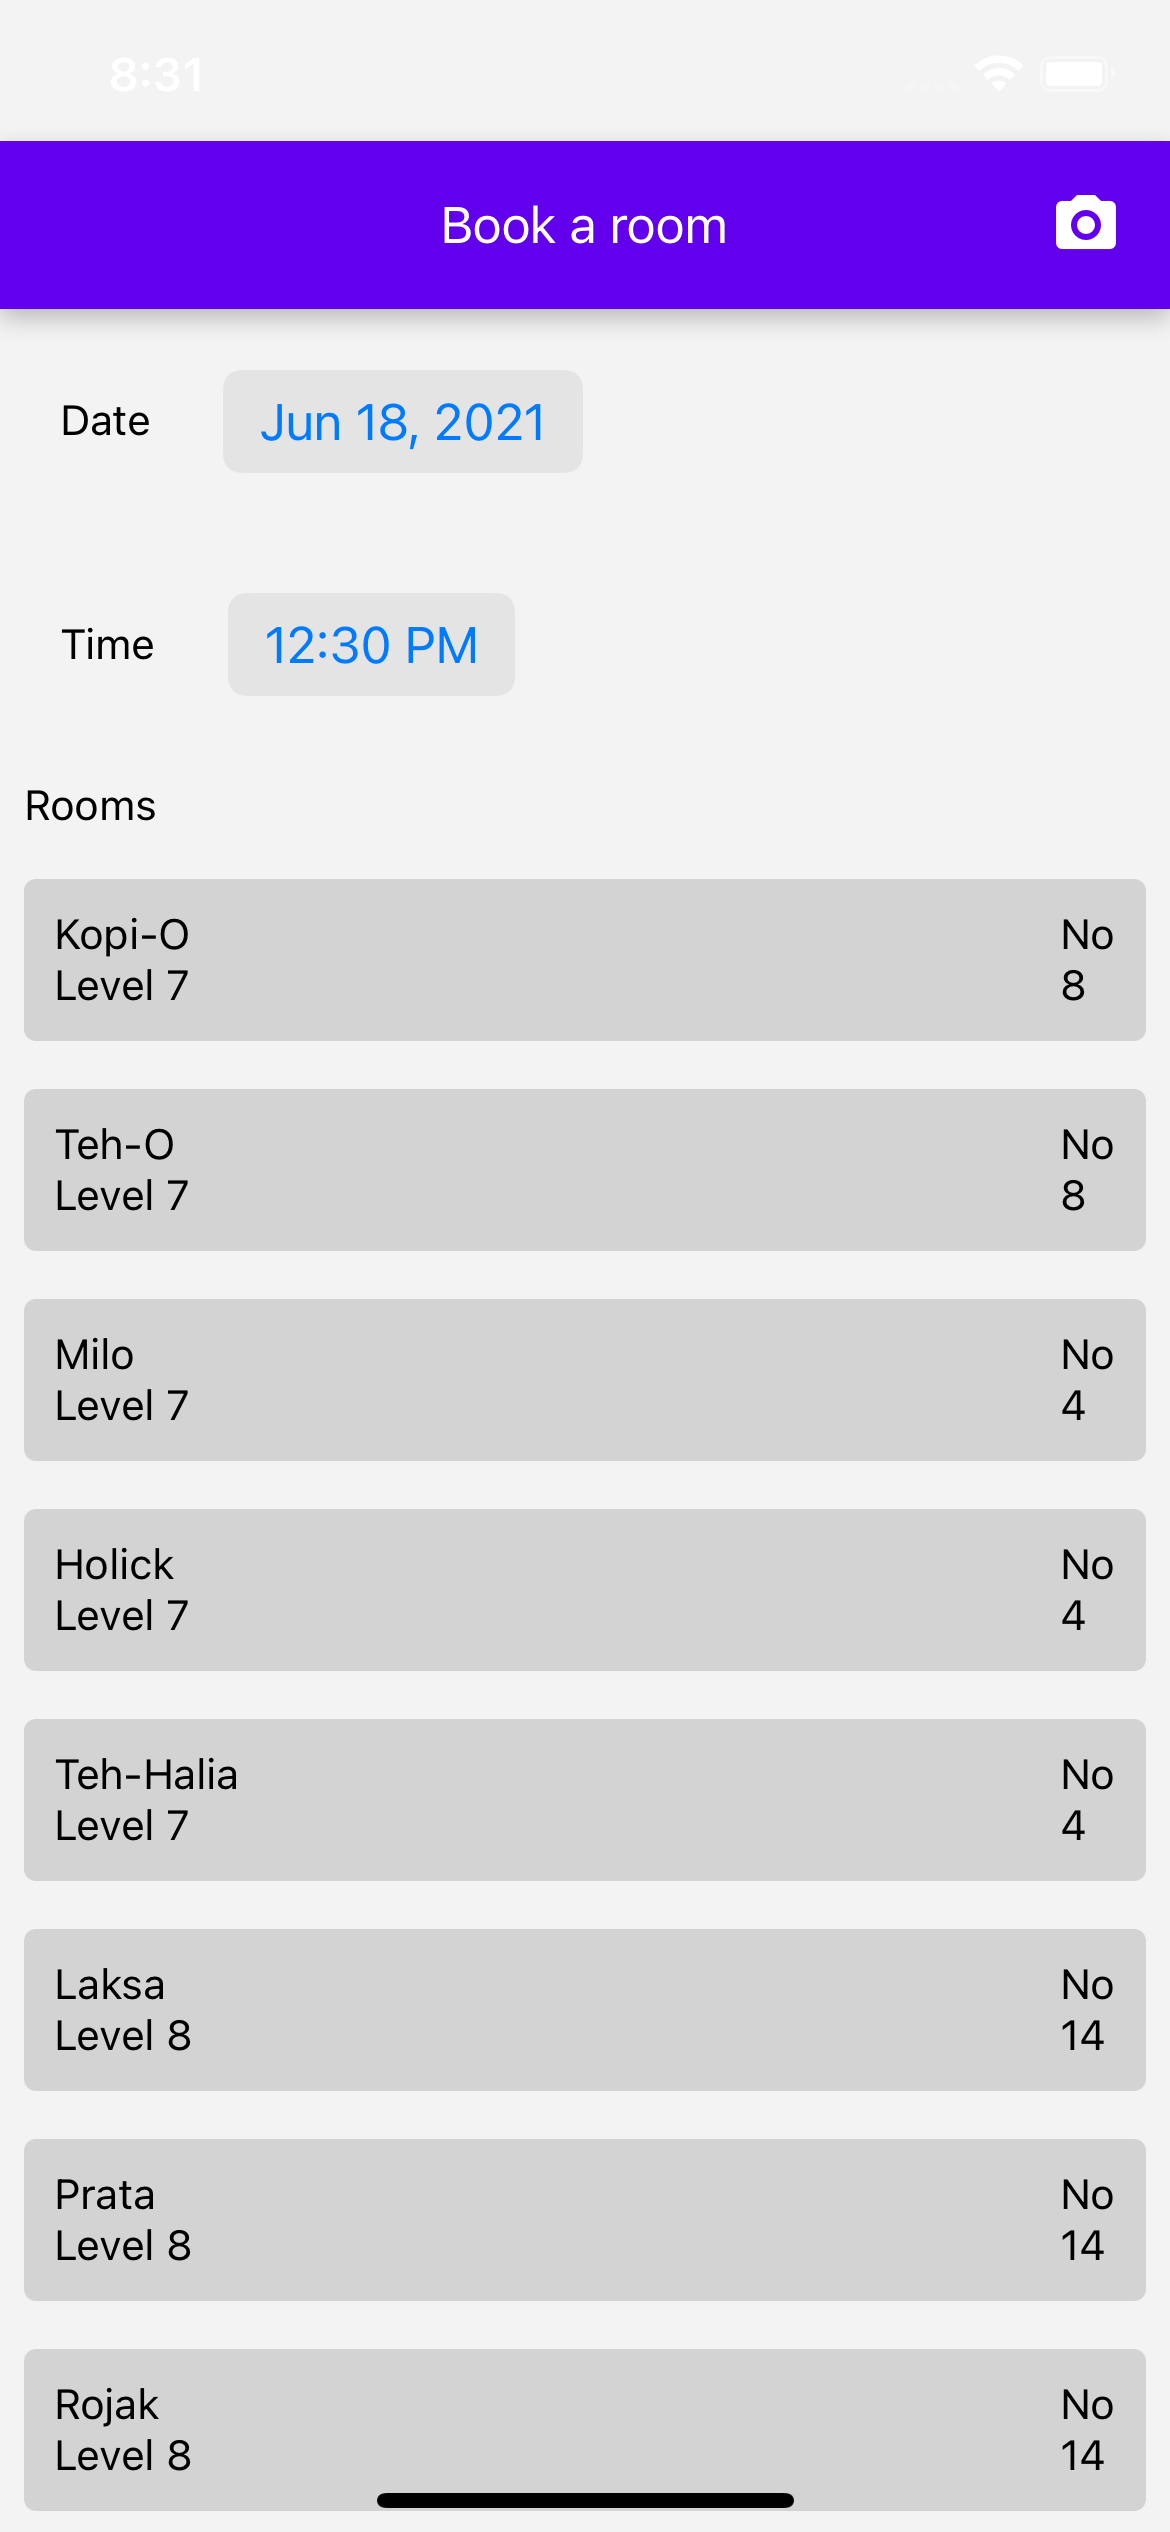 8:31
Book a room
Date Jun 18, 2021
Time 12:30 PM
Rooms
Kopi-O No
Level 7 8
Teh-O No
Level 7 8
Milo No
Level 7 4
Holick No
Level 7 4
Teh-Halia No
Level 7 4
Laksa No
Level 8 14
Prata No
Level 8 14
Rojak No
Level 8 14